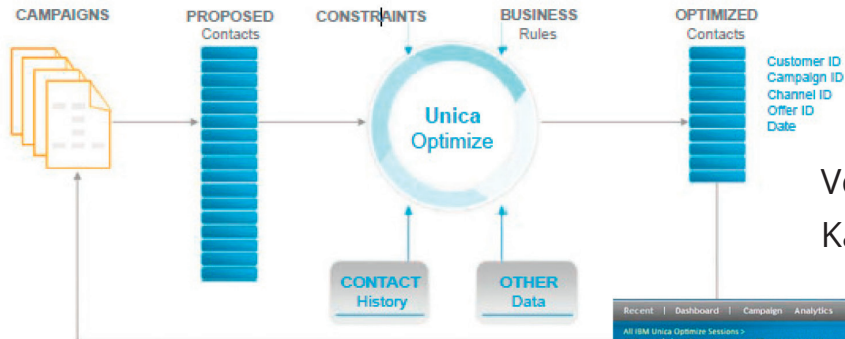 CAMPAIGNS
PROPOSED
Contacts
CONSTRAINTS
BUSINESS
Rules
OPTIMIZED
Contacts
Customer ID
Campaign ID
Channel ID
Offer ID
Date
Unica
Optimize
CONTACT
History
OTHER
Data
Recent | Dashboard | Campaign Analytics
All IBM Unica Optimize Sessions >